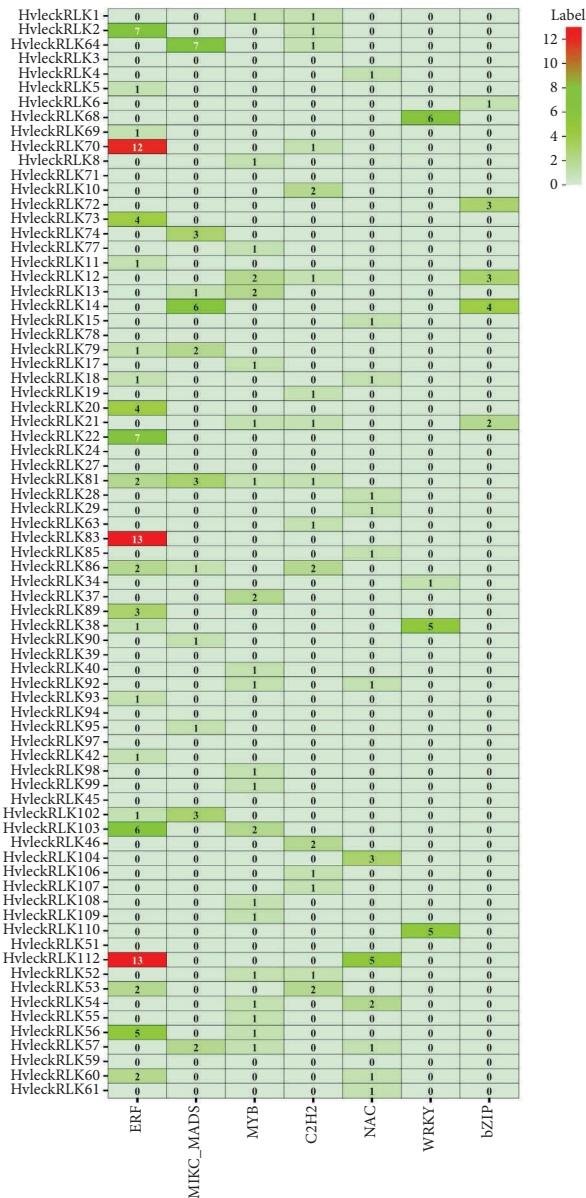 Label
12
10
8
6
4
2
0
HvleckRLK1 0 0 1 1 0 0 0
HvleckRLK2 7 0 0 1 0 0 0
HvleckRLK64 0 7 0 1 0 0 0
HvleckRLK3 0 0 0 0 0 0 0
HvleckRLK4 0 0 0 0 1 0 0
HvleckRLK5 1 0 0 0 0 0 0
HvleckRLK6 0 0 0 0 0 0 1
HvleckRLK68 0 0 0 0 0 6 0
HvleckRLK69 1 0 0 0 0 0 0
HvleckRLK70 12 0 0 1 0 0 0
HvleckRLK8 0 0 1 0 0 0 0
HvleckRLK71 0 0 0 0 0 0 0
HvleckRLK10 0 0 0 2 0 0 0
HvleckRLK72 0 0 0 0 0 0 3
HvleckRLK73 4 0 0 0 0 0 0
HvleckRLK74 0 3 0 0 0 0 0
HvleckRLK77 0 0 1 0 0 0 0
HvleckRLK11 1 0 0 0 0 0 0
HvleckRLK12 0 0 2 1 0 0 3
HvleckRLK13 0 1 2 0 0 0 0
HvleckRLK14 0 6 0 0 0 0 4
HvleckRLK15 0 0 0 0 1 0 0
HvleckRLK78 0 0 0 0 0 0 0
HvleckRLK79 1 2 0 0 0 0 0
HvleckRLK17 0 0 1 0 0 0 0
HvleckRLK18 1 0 0 0 1 0 0
HvleckRLK19 0 0 0 1 0 0 0
HvleckRLK20 4 0 0 0 0 0 0
HvleckRLK21 0 0 1 1 0 0 2
HvleckRLK22 7 0 0 0 0 0 0
HvleckRLK24 0 0 0 0 0 0 0
HvleckRLK27 0 0 0 0 0 0 0
HvleckRLK81 2 3 1 1 0 0 0
HvleckRLK28 0 0 0 0 1 0 0
HvleckRLK29 0 0 0 0 1 0 0
HvleckRLK63 0 0 0 1 0 0 0
HvleckRLK83 13 0 0 0 0 0 0
HvleckRLK85 0 0 0 0 1 0 0
HvleckRLK86 2 1 0 2 0 0 0
HvleckRLK34 0 0 0 0 0 1 0
HvleckRLK37 0 0 2 0 0 0 0
HvleckRLK89 3 0 0 0 0 0 0
HvleckRLK38 1 0 0 0 0 5 0
HvleckRLK90 0 1 0 0 0 0 0
HvleckRLK39 0 0 0 0 0 0 0
HvleckRLK40 0 0 1 0 0 0 0
HvleckRLK92 0 0 1 0 1 0 0
HvleckRLK93 1 0 0 0 0 0 0
HvleckRLK94 0 0 0 0 0 0 0
HvleckRLK95 0 1 0 0 0 0 0
HvleckRLK97 0 0 0 0 0 0 0
HvleckRLK42 1 0 0 0 0 0 0
HvleckRLK98 0 0 1 0 0 0 0
HvleckRLK99 0 0 1 0 0 0 0
HvleckRLK45 0 0 0 0 0 0 0
HvleckRLK102 1 3 0 0 0 0 0
HvleckRLK103 6 0 2 0 0 0 0
HvleckRLK46 0 0 0 2 0 0 0
HvleckRLK104 0 0 0 0 3 0 0
HvleckRLK106 0 0 0 1 0 0 0
HvleckRLK107 0 0 0 1 0 0 0
HvleckRLK108 0 0 1 0 0 0 0
HvleckRLK109 0 0 1 0 0 0 0
HvleckRLK110 0 0 0 0 0 5 0
HvleckRLK51 0 0 0 0 0 0 0
HvleckRLK112 13 0 0 0 5 0 0
HvleckRLK52 0 0 1 1 0 0 0
HvleckRLK53 2 0 0 2 0 0 0
HvleckRLK54 0 0 1 0 2 0 0
HvleckRLK55 0 0 1 0 0 0 0
HvleckRLK56 5 0 1 0 0 0 0
HvleckRLK57 0 2 1 0 1 0 0
HvleckRLK59 0 0 0 0 0 0 0
HvleckRLK60 2 0 0 0 1 0 0
HvleckRLK61 0 0 0 0 1 0 0
ERF
MIKC_MADS
MYB
C2H2
NAC
WRKY
bZIP